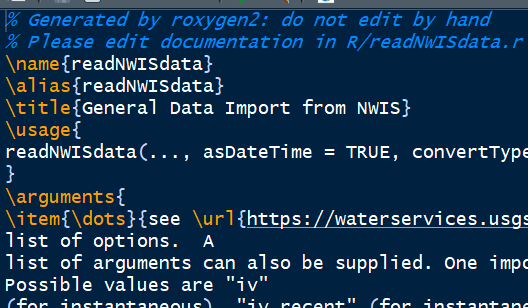 % Generated by roxygen2: do not edit by hand
% Please edit documentation in R/readNWISdata.r
\name{readNWISdata}
\alias{readNWISdata}
\title{General Data Import from NWIS}
\usage{
readNWISdata(..., asDateTime = TRUE, convertType
}
\arguments{
\item{\dots}{see \url{https://waterservices.usgs
list of options.  A
list of arguments can also be supplied. One impo
Possible values are "iv"
(for instantaneous), "iv_recent" (for instantan